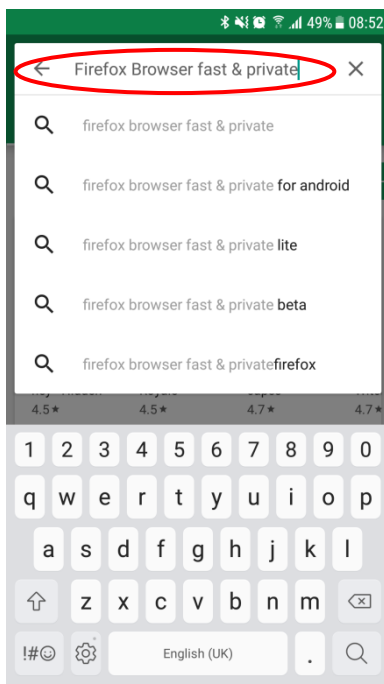 49% 08:52
Firefox Browser fast & private
firefox browser fast & private
firefox browser fast & private for android
firefox browser fast & private lite
firefox browser fast & private beta
firefox browser fast & privatefirefox
4.5★ 4.5★ 4.7★ 4.7★
1 2 3 4 5 6 7 8 9 0
q w e r t y u i o p
a s d f g h j k l
z x c v b n m
!#☺ English (UK) .